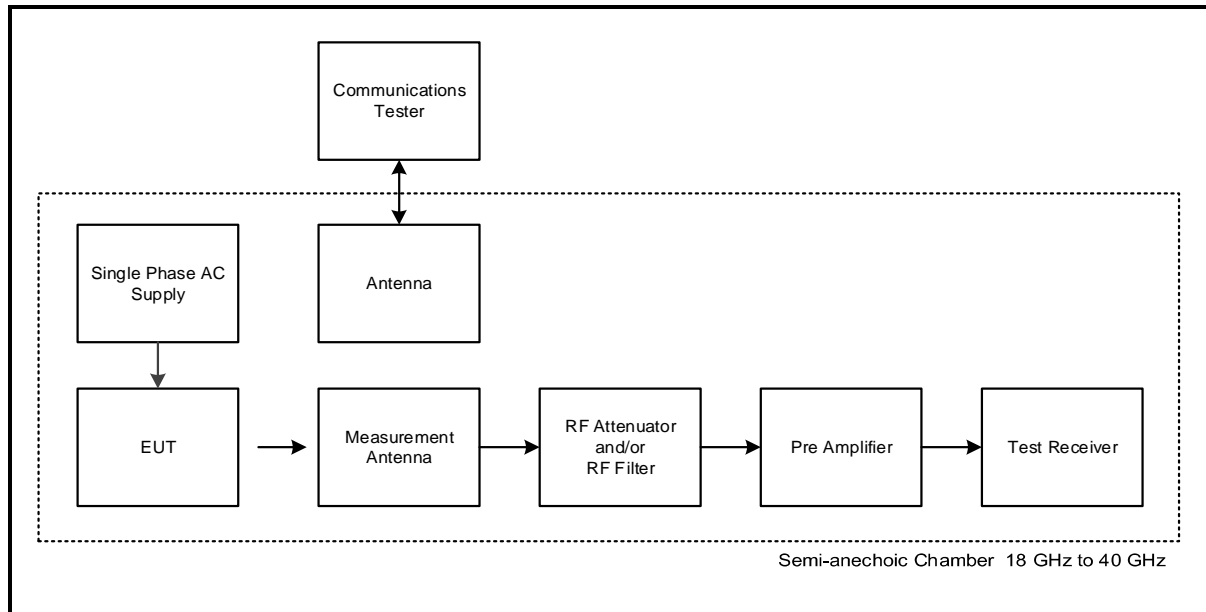 Communications
Tester
Single Phase AC
Supply
Antenna
EUT
Measurement
Antenna
RF Attenuator
and/or
RF Filter
Pre Amplifier
Test Receiver
Semi-anechoic Chamber 18 GHz to 40 GHz